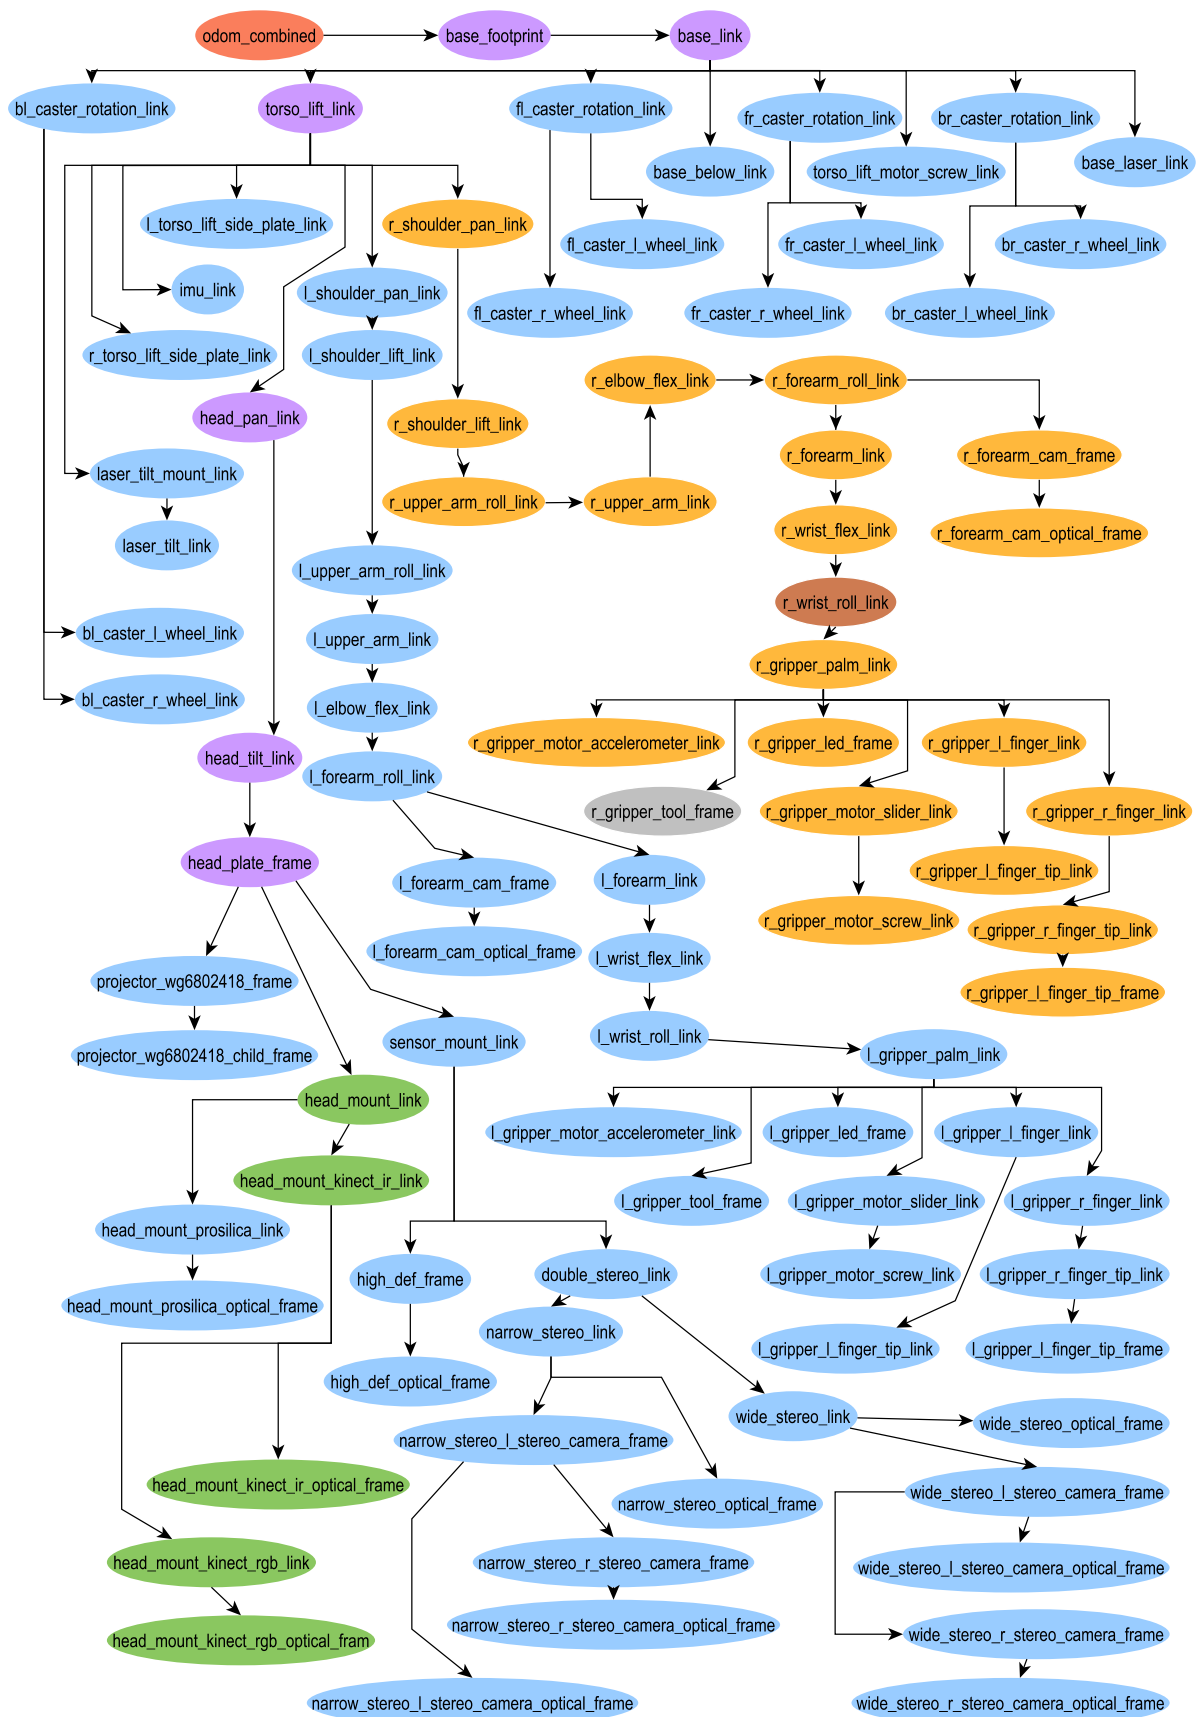 odom_combined
base_footprint
base_link
bl_caster_rotation_link
torso_lift_link
fl_caster_rotation_link
fr_caster_rotation_link
br_caster_rotation_link
base_below_link
torso_lift_motor_screw_link
base_laser_link
l_torso_lift_side_plate_link
r_shoulder_pan_link
fl_caster_l_wheel_link
fr_caster_l_wheel_link
br_caster_r_wheel_link
imu_link
l_shoulder_pan_link
fl_caster_r_wheel_link
fr_caster_r_wheel_link
br_caster_l_wheel_link
r_torso_lift_side_plate_link
l_shoulder_lift_link
r_elbow_flex_link
r_forearm_roll_link
head_pan_link
r_shoulder_lift_link
r_forearm_link
r_forearm_cam_frame
laser_tilt_mount_link
r_upper_arm_roll_link
r_upper_arm_link
r_wrist_flex_link
r_forearm_cam_optical_frame
laser_tilt_link
l_upper_arm_roll_link
r_wrist_roll_link
bl_caster_l_wheel_link
l_upper_arm_link
r_gripper_palm_link
bl_caster_r_wheel_link
l_elbow_flex_link
r_gripper_motor_accelerometer_link
r_gripper_led_frame
r_gripper_l_finger_link
head_tilt_link
l_forearm_roll_link
r_gripper_tool_frame
r_gripper_motor_slider_link
r_gripper_r_finger_link
head_plate_frame
l_forearm_cam_frame
l_forearm_link
r_gripper_l_finger_tip_link
r_gripper_motor_screw_link
r_gripper_r_finger_tip_link
l_forearm_cam_optical_frame
l_wrist_flex_link
projector_wg6802418_frame
r_gripper_l_finger_tip_frame
sensor_mount_link
l_wrist_roll_link
projector_wg6802418_child_frame
l_gripper_palm_link
head_mount_link
l_gripper_motor_accelerometer_link
l_gripper_led_frame
l_gripper_l_finger_link
head_mount_kinect_ir_link
l_gripper_tool_frame
l_gripper_motor_slider_link
l_gripper_r_finger_link
head_mount_prosilica_link
high_def_frame
double_stereo_link
l_gripper_motor_screw_link
l_gripper_r_finger_tip_link
head_mount_prosilica_optical_frame
narrow_stereo_link
l_gripper_l_finger_tip_link
l_gripper_l_finger_tip_frame
high_def_optical_frame
wide_stereo_link
wide_stereo_optical_frame
narrow_stereo_l_stereo_camera_frame
head_mount_kinect_ir_optical_frame
narrow_stereo_optical_frame
wide_stereo_l_stereo_camera_frame
head_mount_kinect_rgb_link
narrow_stereo_r_stereo_camera_frame
wide_stereo_l_stereo_camera_optical_frame
narrow_stereo_r_stereo_camera_optical_frame
wide_stereo_r_stereo_camera_frame
head_mount_kinect_rgb_optical_fram
narrow_stereo_l_stereo_camera_optical_frame
wide_stereo_r_stereo_camera_optical_frame